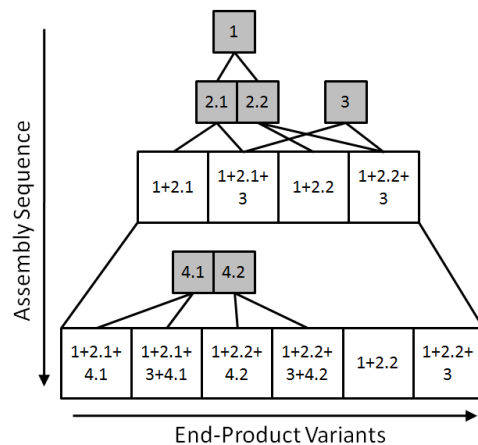 1
2.1 2.2 3
1+2.1 1+2.1+ 1+2.2 1+2.2+
3 3
4.1 4.2
1+2.1+ 1+2.1+ 1+2.2+ 1+2.2+ 1+2.2 1+2.2+
4.1 3+4.1 4.2 3+4.2 3
Assembly Sequence
End-Product Variants